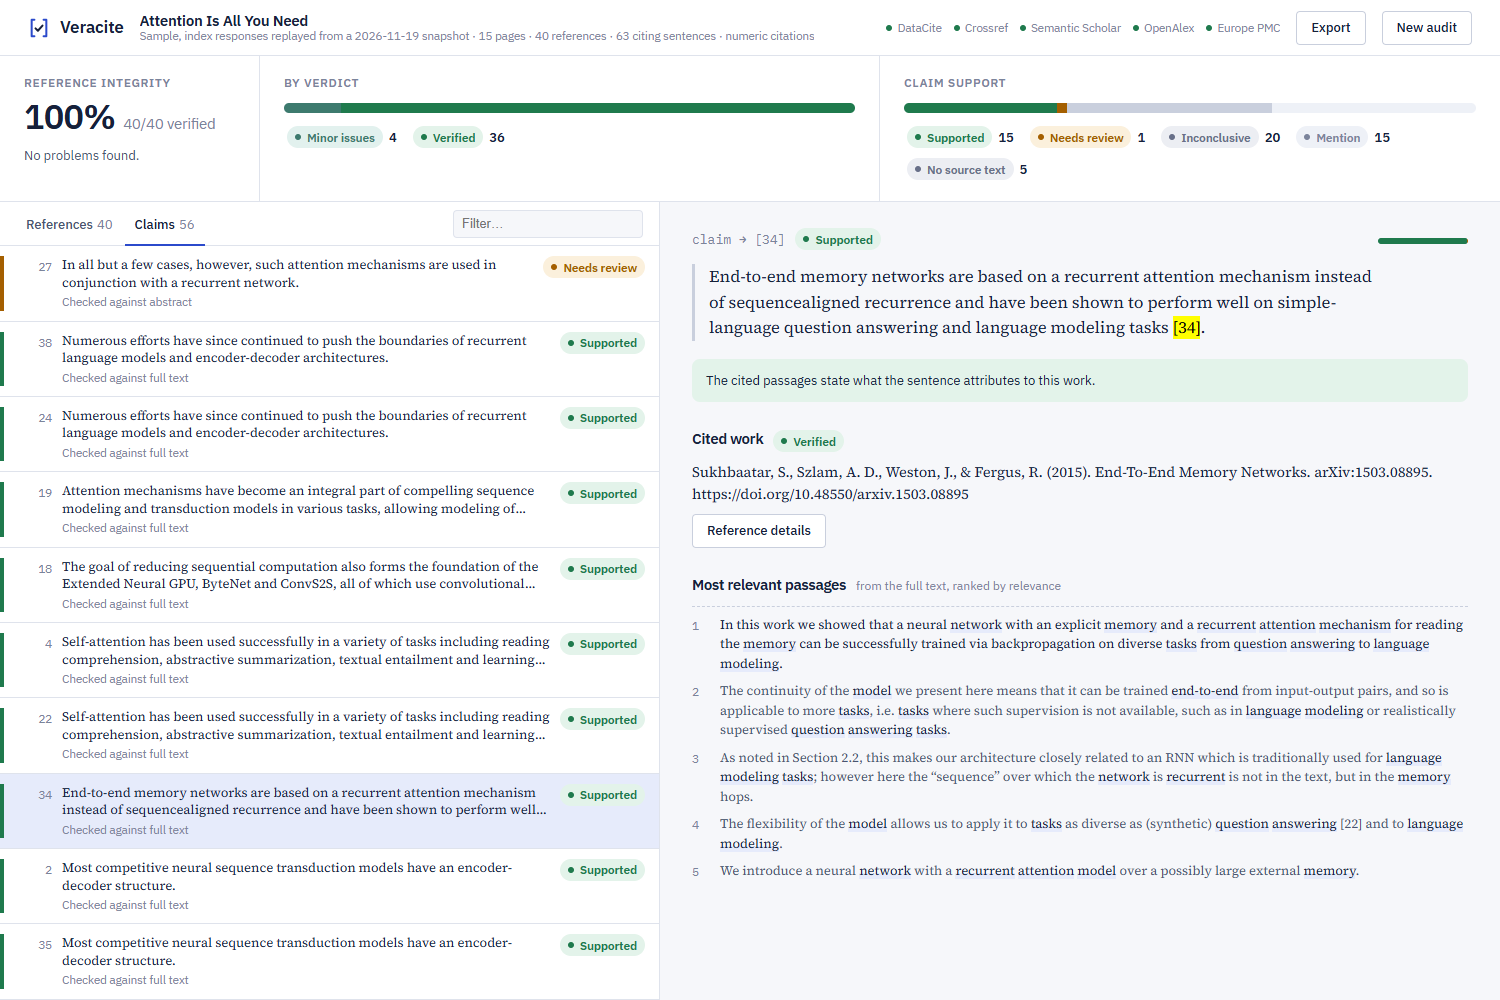 Veracite
Attention Is All You Need
Sample, index responses replayed from a 2026-11-19 snapshot · 15 pages · 40 references · 63 citing sentences · numeric citations
DataCite
Crossref
Semantic Scholar
OpenAlex
Europe PMC
Export
New audit
REFERENCE INTEGRITY
100% 40/40 verified
No problems found.
BY VERDICT
Minor issues 4
Verified 36
CLAIM SUPPORT
Supported 15
Needs review 1
Inconclusive 20
Mention 15
No source text 5
References 40
Claims 56
Filter...
27 In all but a few cases, however, such attention mechanisms are used in
conjunction with a recurrent network.
Checked against abstract
Needs review
38 Numerous efforts have since continued to push the boundaries of recurrent
language models and encoder-decoder architectures.
Checked against full text
Supported
24 Numerous efforts have since continued to push the boundaries of recurrent
language models and encoder-decoder architectures.
Checked against full text
Supported
19 Attention mechanisms have become an integral part of compelling sequence
modeling and transduction models in various tasks, allowing modeling of...
Checked against full text
Supported
18 The goal of reducing sequential computation also forms the foundation of the
Extended Neural GPU, ByteNet and ConvS2S, all of which use convolutional...
Checked against full text
Supported
4 Self-attention has been used successfully in a variety of tasks including reading
comprehension, abstractive summarization, textual entailment and learning...
Checked against full text
Supported
22 Self-attention has been used successfully in a variety of tasks including reading
comprehension, abstractive summarization, textual entailment and learning...
Checked against full text
Supported
34 End-to-end memory networks are based on a recurrent attention mechanism
instead of sequencealigned recurrence and have been shown to perform well...
Checked against full text
Supported
2 Most competitive neural sequence transduction models have an encoder-
decoder structure.
Checked against full text
Supported
35 Most competitive neural sequence transduction models have an encoder-
decoder structure.
Checked against full text
Supported
claim → [34] Supported
End-to-end memory networks are based on a recurrent attention mechanism instead
of sequencealigned recurrence and have been shown to perform well on simple-
language question answering and language modeling tasks [34].
The cited passages state what the sentence attributes to this work.
Cited work Verified
Sukhbaatar, S., Szlam, A. D., Weston, J., & Fergus, R. (2015). End-To-End Memory Networks. arXiv:1503.08895.
https://doi.org/10.48550/arxiv.1503.08895
Reference details
Most relevant passages from the full text, ranked by relevance
1 In this work we showed that a neural network with an explicit memory and a recurrent attention mechanism for reading
the memory can be successfully trained via backpropagation on diverse tasks from question answering to language
modeling.
2 The continuity of the model we present here means that it can be trained end-to-end from input-output pairs, and so is
applicable to more tasks, i.e. tasks where such supervision is not available, such as in language modeling or realistically
supervised question answering tasks.
3 As noted in Section 2.2, this makes our architecture closely related to an RNN which is traditionally used for language
modeling tasks; however here the “sequence” over which the network is recurrent is not in the text, but in the memory
hops.
4 The flexibility of the model allows us to apply it to tasks as diverse as (synthetic) question answering [22] and to language
modeling.
5 We introduce a neural network with a recurrent attention model over a possibly large external memory.